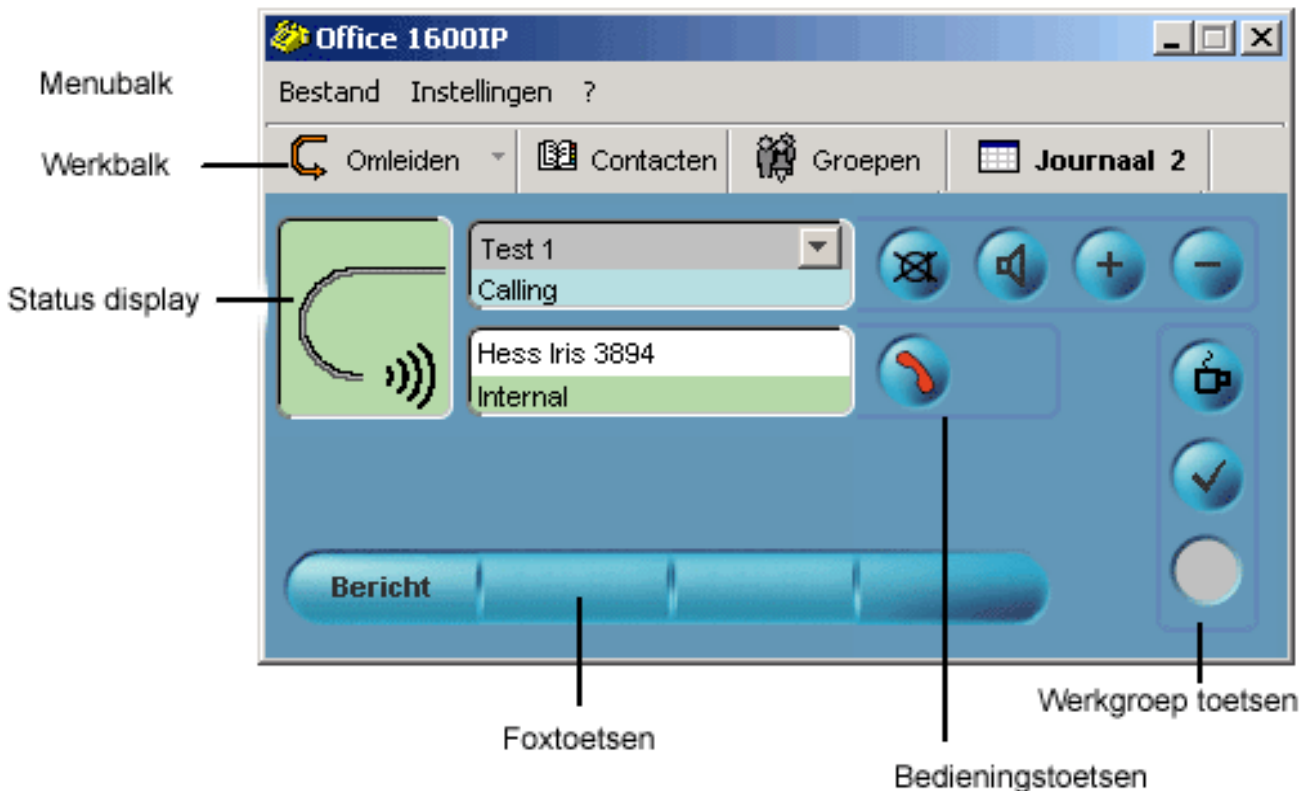 Office 1600IP
Menubalk
Bestand Instellingen ?
Werkbalk
Omleiden Contacten Groepen Journaal 2
Status display
Test 1
Calling
Hess Iris 3894
Internal
Bericht
Werkgroep toetsen
Foxtoetsen
Bedieningstoetsen